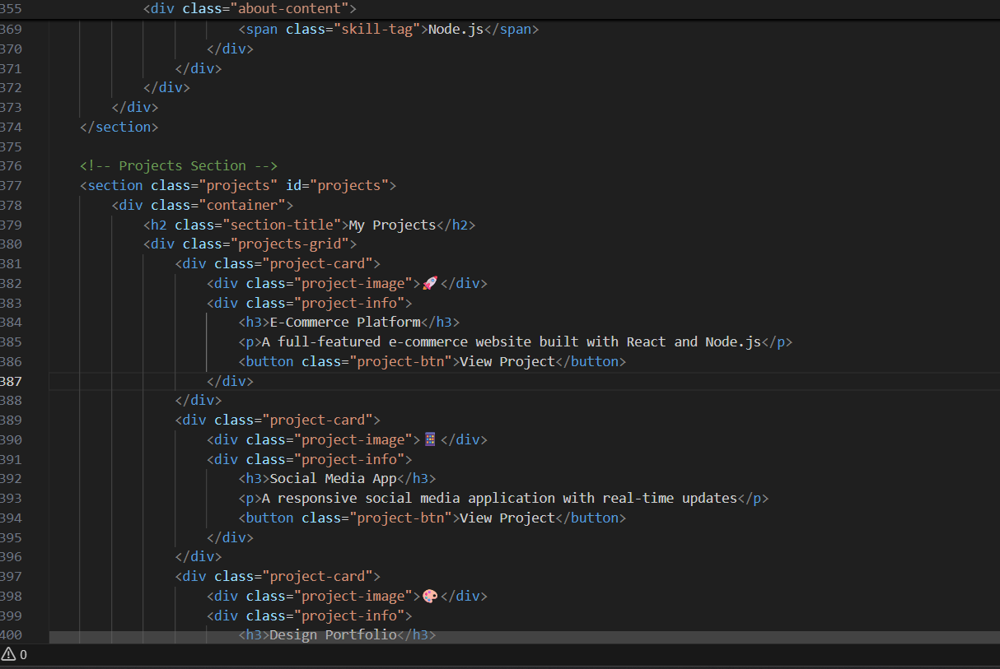 355             <div class="about-content">
369                         <span class="skill-tag">Node.js</span>
370                     </div>
371                 </div>
372             </div>
373         </div>
374     </section>
375
376     <!-- Projects Section -->
377     <section class="projects" id="projects">
378         <div class="container">
379             <h2 class="section-title">My Projects</h2>
380             <div class="projects-grid">
381                 <div class="project-card">
382                     <div class="project-image">🚀</div>
383                     <div class="project-info">
384                         <h3>E-Commerce Platform</h3>
385                         <p>A full-featured e-commerce website built with React and Node.js</p>
386                         <button class="project-btn">View Project</button>
387                     </div>
388                 </div>
389                 <div class="project-card">
390                     <div class="project-image">📱</div>
391                     <div class="project-info">
392                         <h3>Social Media App</h3>
393                         <p>A responsive social media application with real-time updates</p>
394                         <button class="project-btn">View Project</button>
395                     </div>
396                 </div>
397                 <div class="project-card">
398                     <div class="project-image">🎨</div>
399                     <div class="project-info">
400                         <h3>Design Portfolio</h3>
⚠ 0